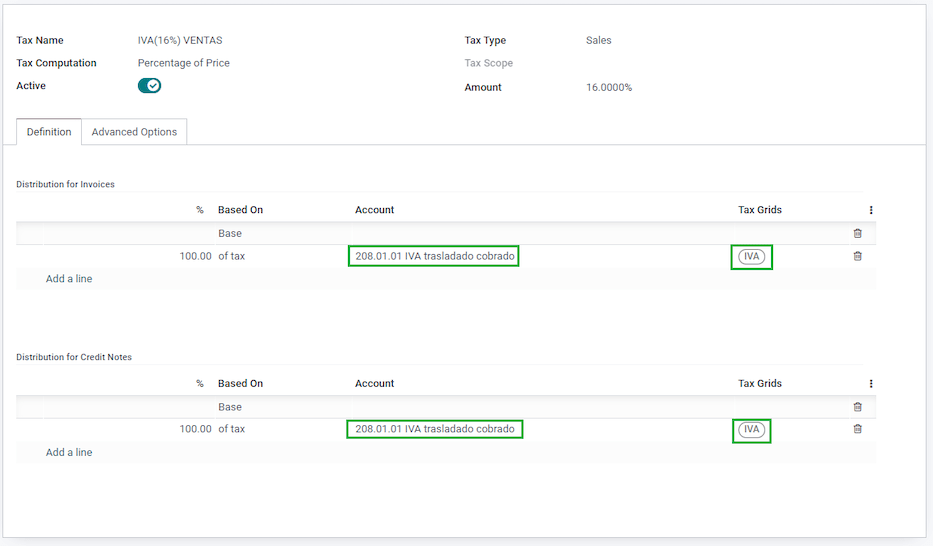 Tax Name IVA(16%) VENTAS Tax Type Sales
Tax Computation Percentage of Price Tax Scope
Active Amount 16.0000%
Definition Advanced Options
Distribution for Invoices
% Based On Account Tax Grids
Base
100.00 of tax 208.01.01 IVA trasladado cobrado IVA
Add a line
Distribution for Credit Notes
% Based On Account Tax Grids
Base
100.00 of tax 208.01.01 IVA trasladado cobrado IVA
Add a line